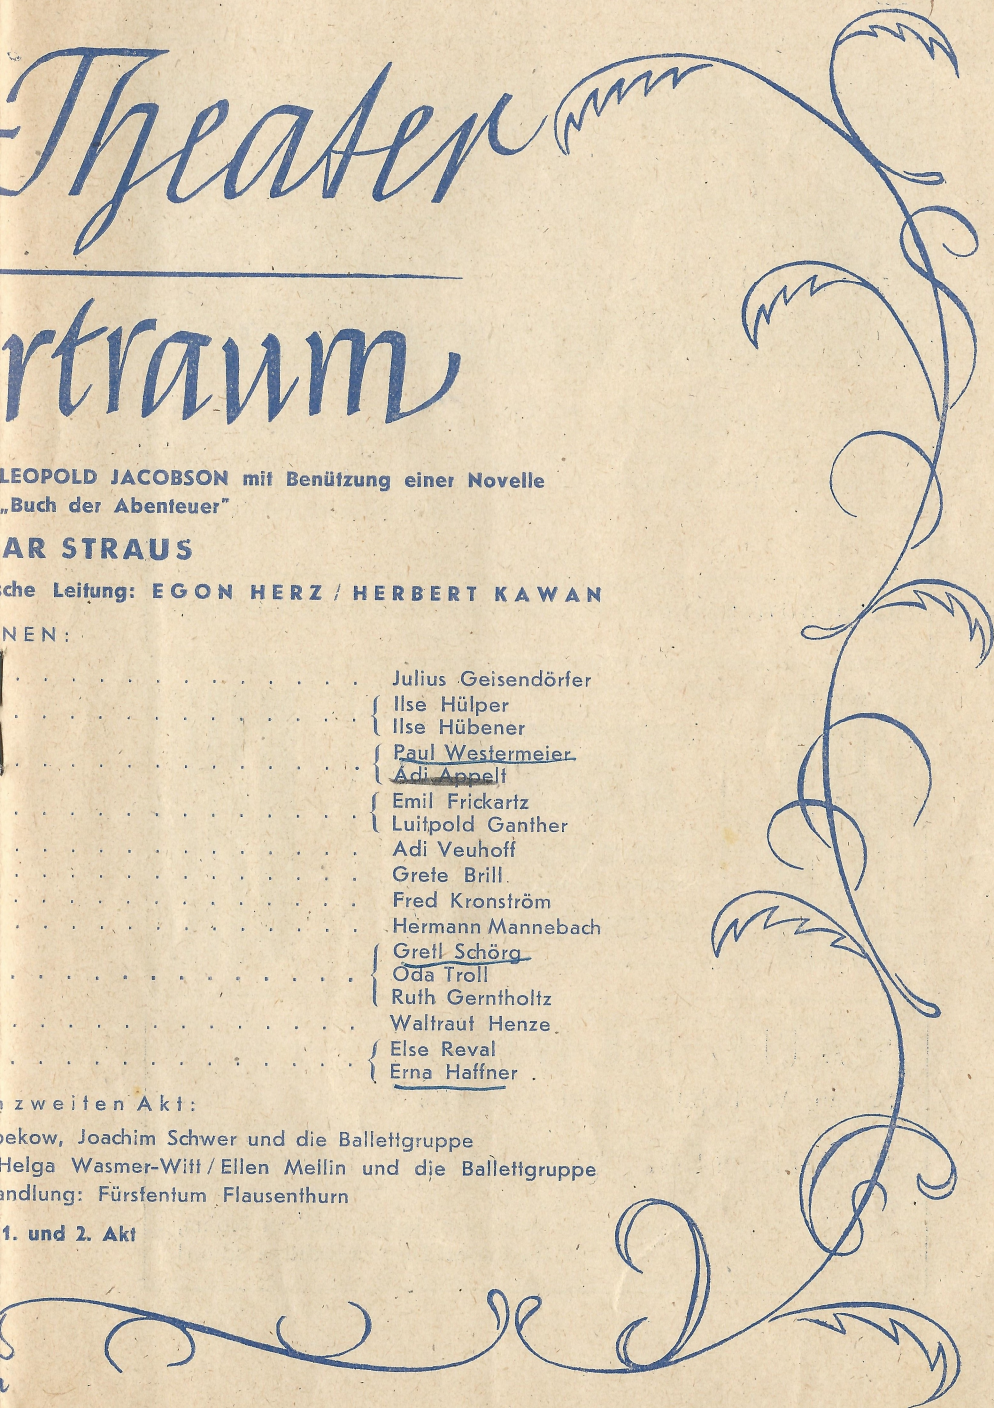 -Theater
rtraum
LEOPOLD JACOBSON mit Benützung einer Novelle
„Buch der Abenteuer"
AR STRAUS
sche Leitung: EGON HERZ / HERBERT KAWAN
NEN:
Julius Geisendörfer
Ilse Hülper
Ilse Hübener
Paul Westermeier
Adi Appelt
Emil Frickartz
Luitpold Ganther
Adi Veuhoff
Grete Brill
Fred Kronström
Hermann Mannebach
Gretl Schörg
Oda Troll
Ruth Gerntholtz
Waltraut Henze
Else Reval
Erna Haffner
n zweiten Akt:
bekow, Joachim Schwer und die Ballettgruppe
Helga Wasmer-Witt / Ellen Meilin und die Ballettgruppe
andlung: Fürstentum Flausenthurn
1. und 2. Akt